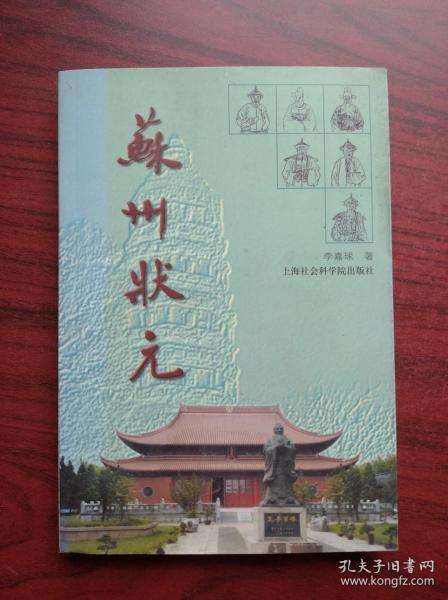 蘇州狀元
李嘉球 著
上海社会科学院出版社
孔夫子旧书网
www.kongfz.com